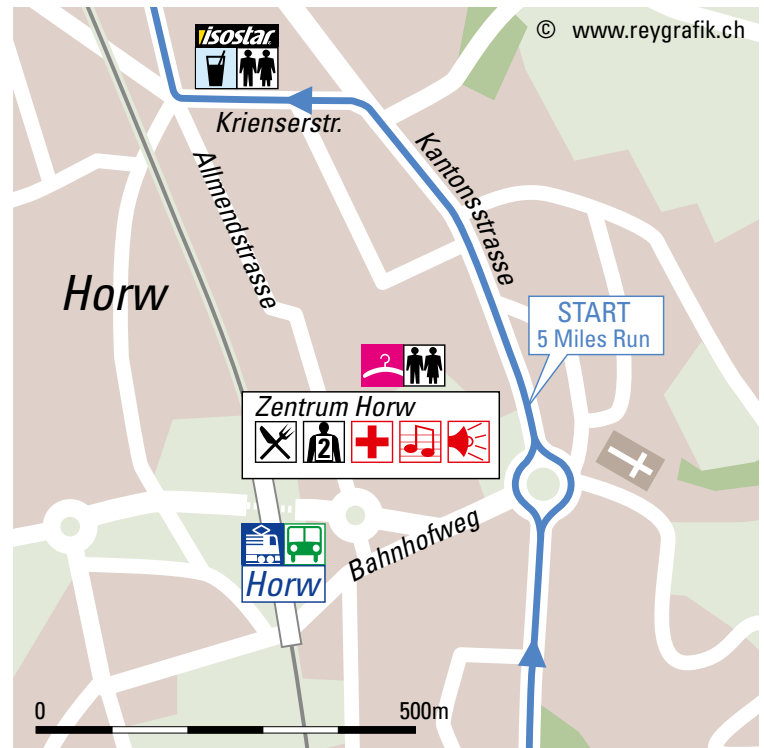 isostar
© www.reygrafik.ch
Krienserstr.
Kantonsstrasse
Allmendstrasse
Horw
START
5 Miles Run
Zentrum Horw
2
Bahnhofweg
Horw
0 500m